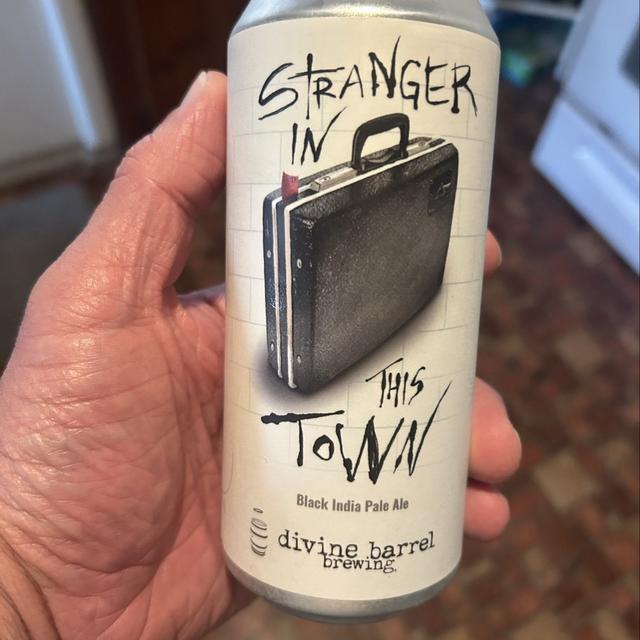 STRANGER
IN
THIS
TOWN
Black India Pale Ale
divine barrel
brewing